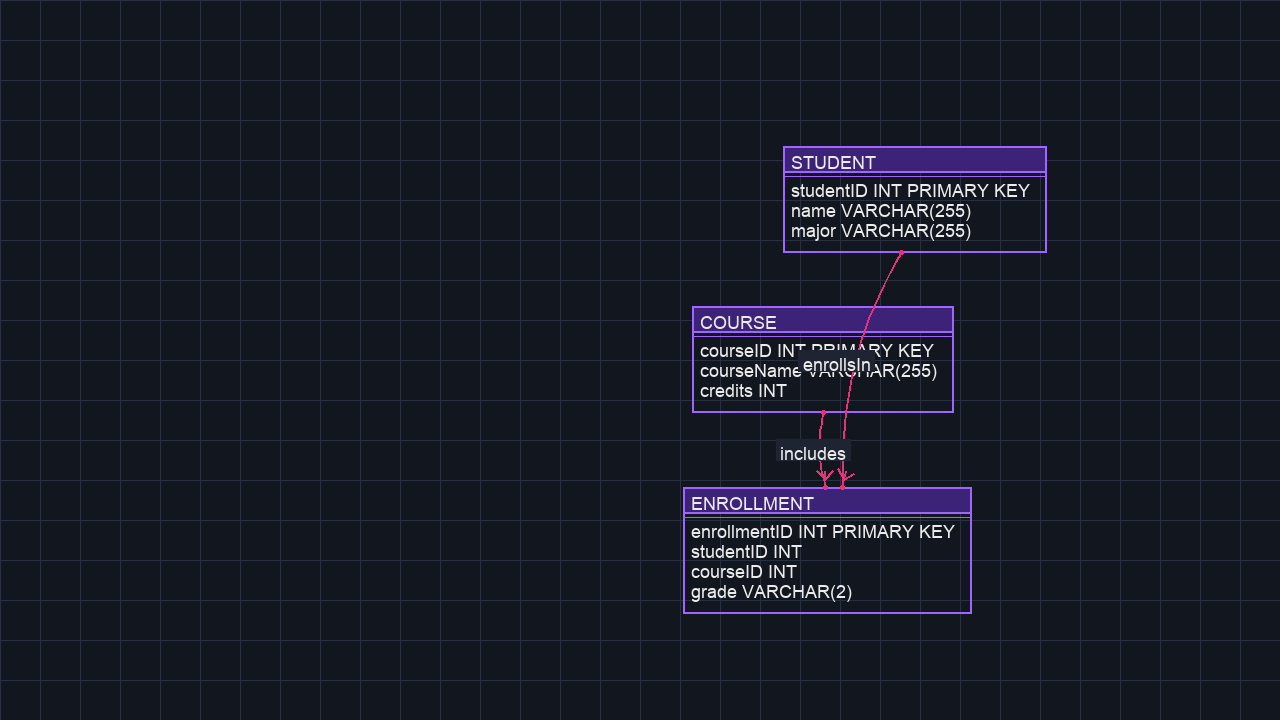 STUDENT
studentID INT PRIMARY KEY
name VARCHAR(255)
major VARCHAR(255)
COURSE
courseID INT PRIMARY KEY
courseName VARCHAR(255)
enrollsIn
credits INT
includes
ENROLLMENT
enrollmentID INT PRIMARY KEY
studentID INT
courseID INT
grade VARCHAR(2)